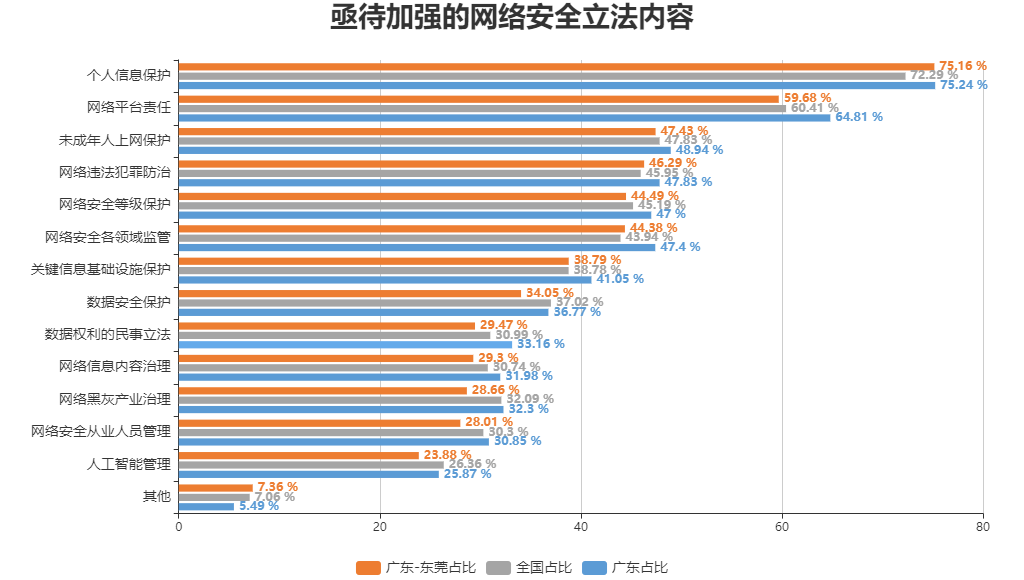 亟待加强的网络安全立法内容
个人信息保护
75,16 %
72.29 %
75.24 %
网络平台责任
59.68 %
60.41 %
64.81 %
未成年人上网保护
47.43 %
47.83 %
48.94 %
网络违法犯罪防治
46.29 %
45.95 %
47.83 %
网络安全等级保护
44.49 %
45.19 %
47 %
网络安全各领域监管
44.38 %
43.94 %
47.4 %
关键信息基础设施保护
38.79 %
38.78 %
41.05 %
数据安全保护
34.05 %
37.02 %
36.77 %
数据权利的民事立法
29.47 %
30.99 %
33.16 %
网络信息内容治理
29.3 %
30.74 %
31.98 %
网络黑灰产业治理
28.66 %
32.09 %
32.3 %
网络安全从业人员管理
28.01 %
30.3 %
30.85 %
人工智能管理
23.88 %
26.36 %
25.87 %
其他
7.36 %
7.06 %
5.49 %
0 20 40 60 80
广东-东莞占比 全国占比 广东占比